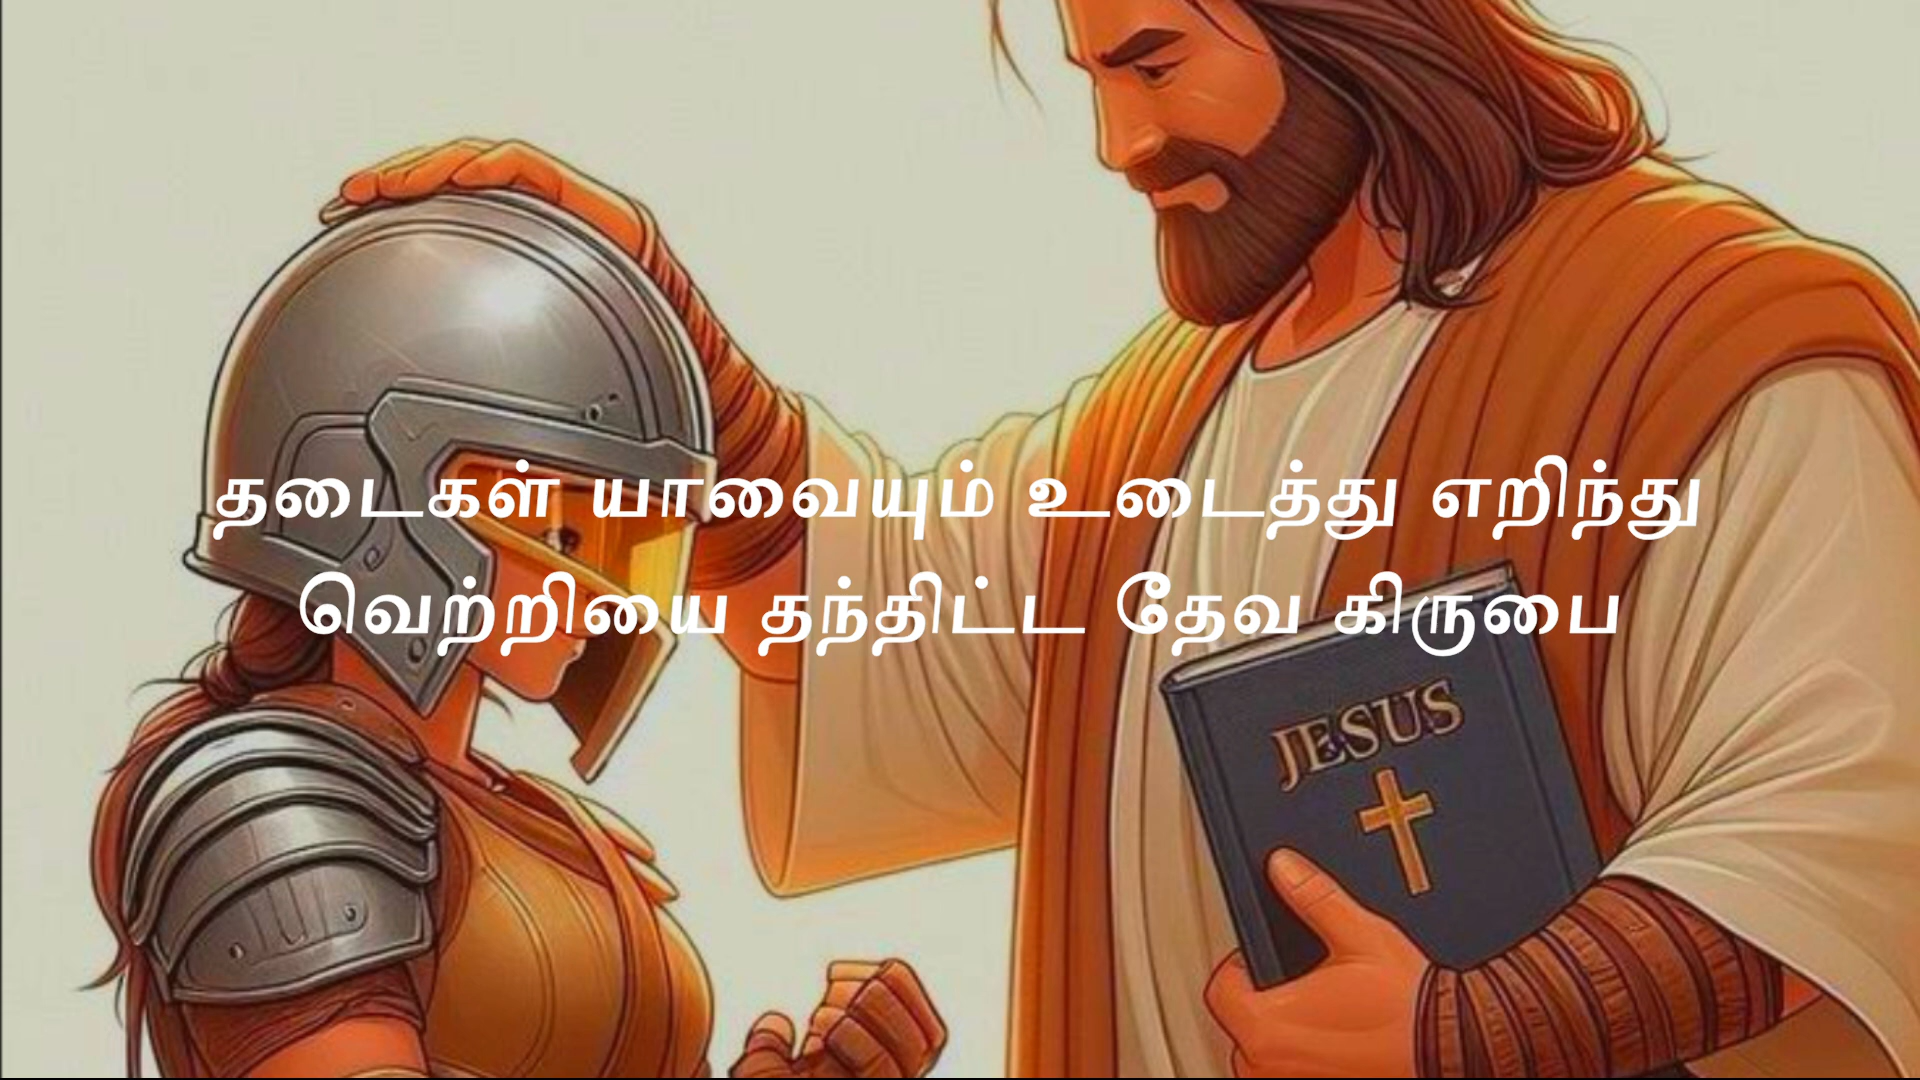 தடைகள் யாவையும் உடைத்து எறிந்து
வெற்றியை தந்திட்ட தேவ கிருபை
JESUS